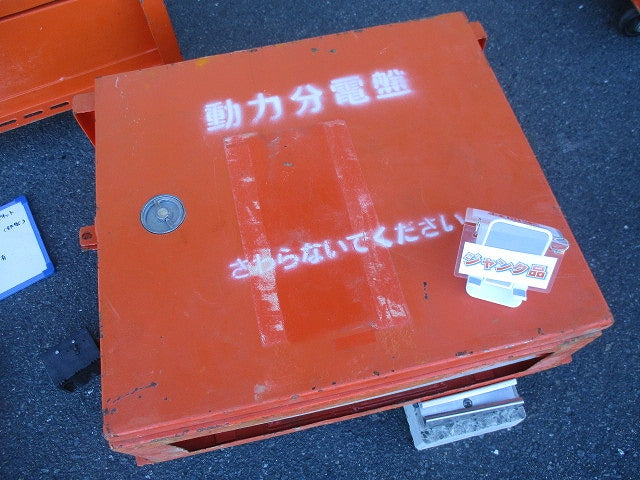 動力分電盤
さわらないでください
ジャンク品